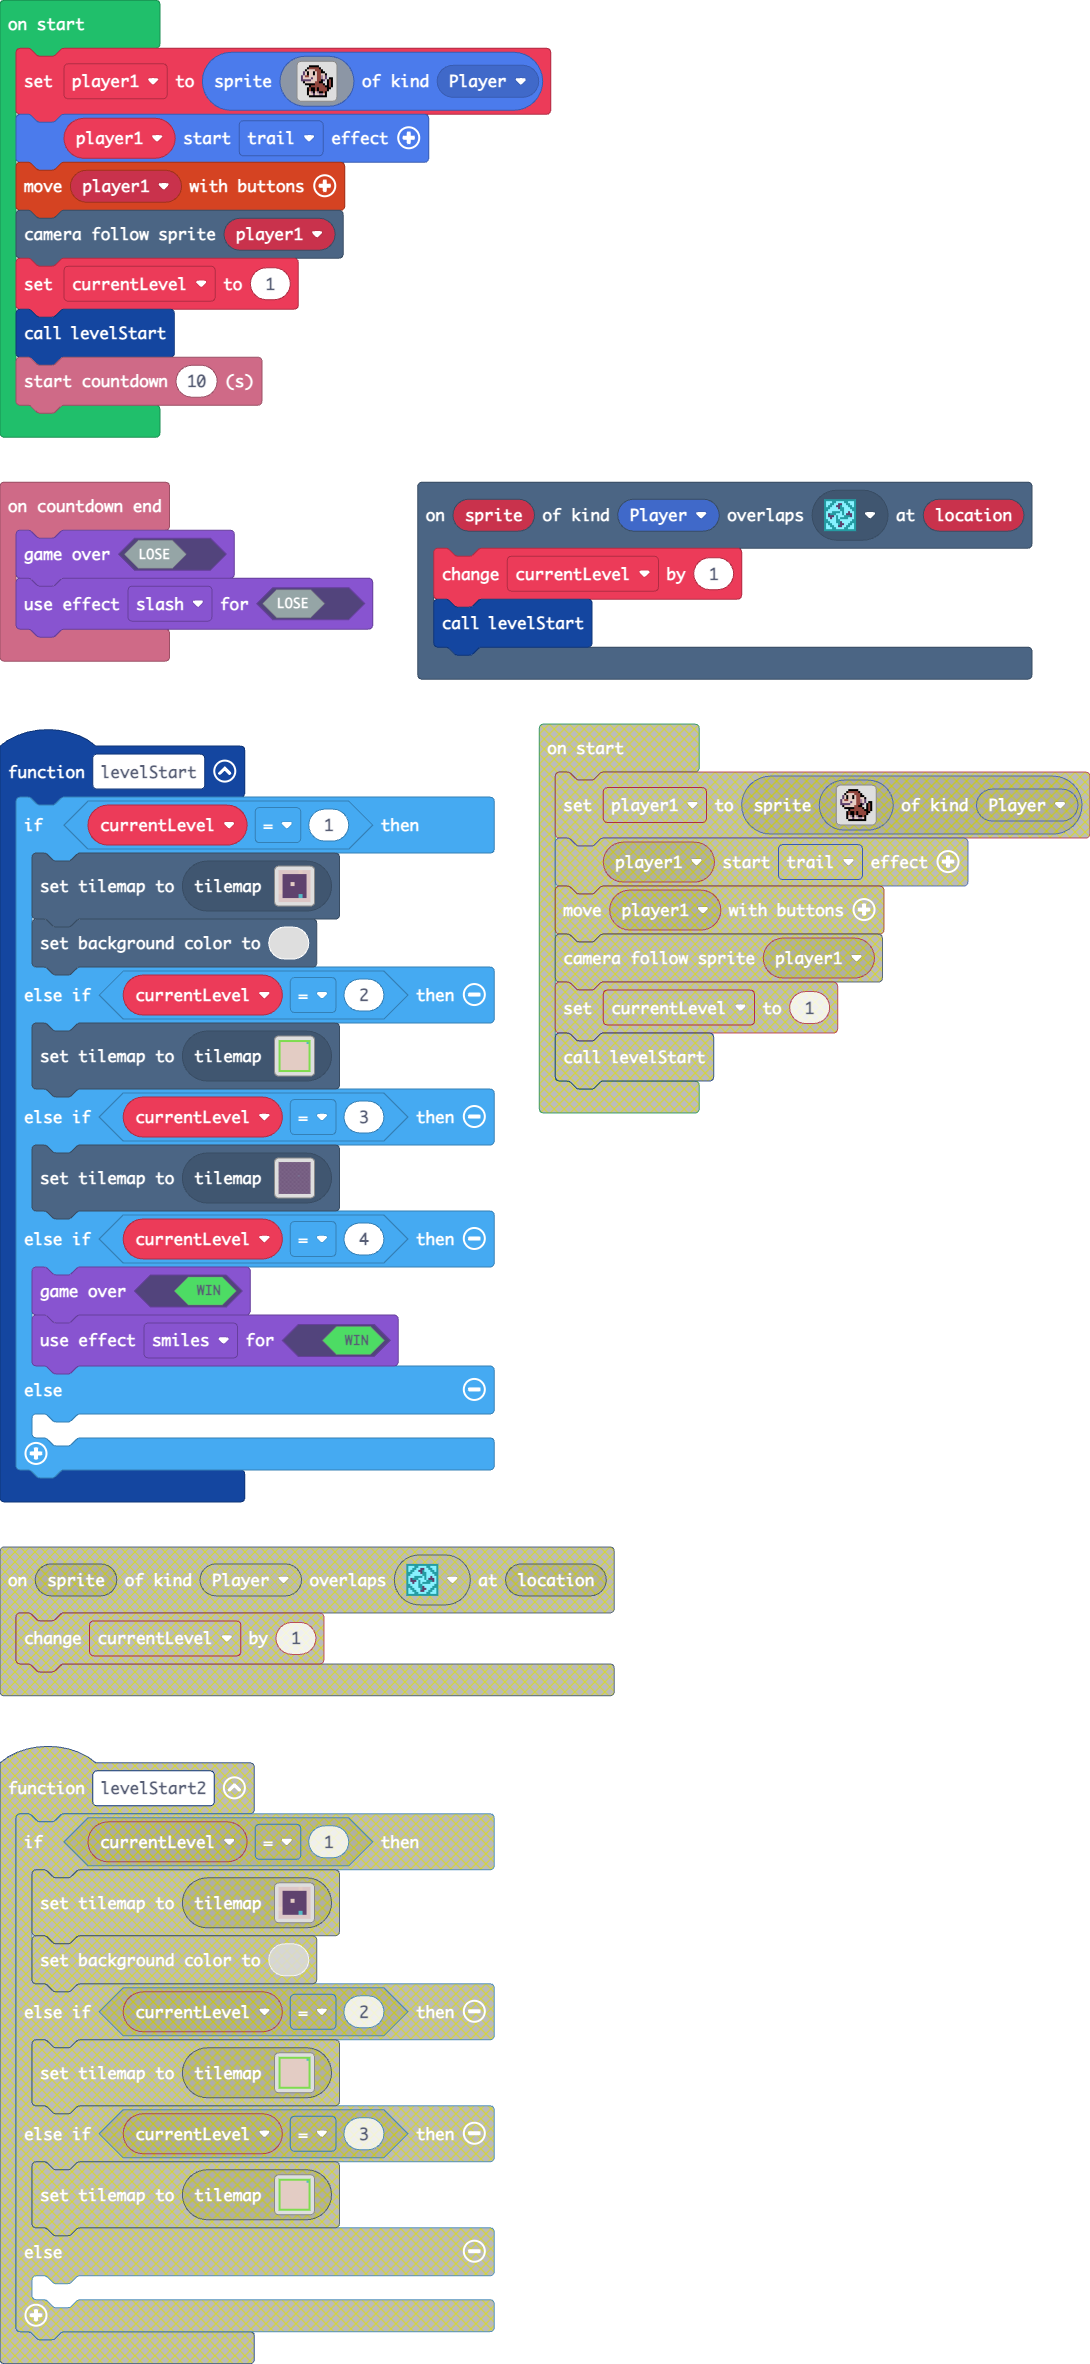 on start
set player1 to sprite of kind Player
player1 start trail effect
move player1 with buttons
camera follow sprite player1
set currentLevel to 1
call levelStart
start countdown 10 (s)
on countdown end
game over LOSE
use effect slash for LOSE
on sprite of kind Player overlaps at location
change currentLevel by 1
call levelStart
function levelStart
if currentLevel = 1 then
set tilemap to tilemap
set background color to
else if currentLevel = 2 then
set tilemap to tilemap
else if currentLevel = 3 then
set tilemap to tilemap
else if currentLevel = 4 then
game over WIN
use effect smiles for WIN
else
on start
set player1 to sprite of kind Player
player1 start trail effect
move player1 with buttons
camera follow sprite player1
set currentLevel to 1
call levelStart
on sprite of kind Player overlaps at location
change currentLevel by 1
function levelStart2
if currentLevel = 1 then
set tilemap to tilemap
set background color to
else if currentLevel = 2 then
set tilemap to tilemap
else if currentLevel = 3 then
set tilemap to tilemap
else